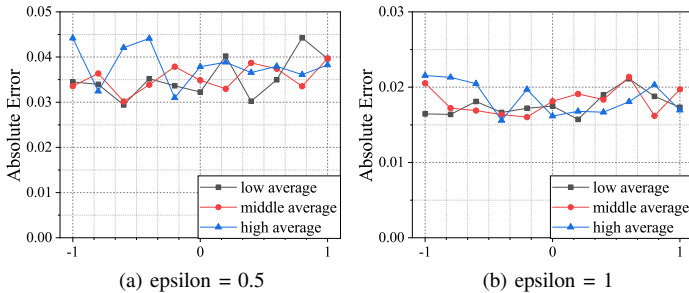 0.05
0.04
0.03
0.02
0.01
0.00
Absolute Error
-1
0
1
low average
middle average
high average
(a) epsilon = 0.5
0.03
0.02
0.01
0.00
Absolute Error
-1
0
1
low average
middle average
high average
(b) epsilon = 1